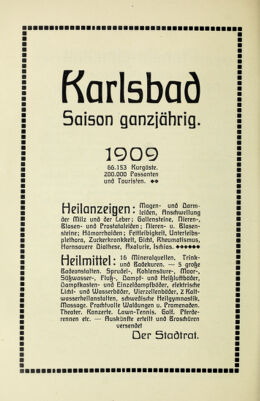 Karlsbad
Saison ganzjährig.
1909
66.153 Kurgäste.
200.000 Passanten
und Touristen.
Heilanzeigen: Magen- und Darm-
leiden, Anschwellung
der Milz und der Leber; Gallensteine, Nieren-,
Blasen- und Prostataleiden; Nieren- u. Blasen-
steine; Hämorrhoiden; Fettleibigkeit, Unterleibs-
plethora, Zuckerkrankheit, Gicht, Rheumatismus,
Harnsauere Diathese, Oxalurie, Ischias.
Heilmittel: 16 Mineralquellen. Trink-
und Badekuren. — 5 große
Badeanstalten. Sprudel-, Kohlensäure-, Moor-,
Süßwasser-, Fluß-, Dampf- und Heißluftbäder,
Dampfkasten- und Einzeldampfbäder, elektrische
Licht- und Wasserbäder, Vierzellenbäder, 2 Kalt-
wasserheilanstalten, schwedische Heilgymnastik,
Massage. Prachtvolle Waldungen u. Promenaden.
Theater. Konzerte. Lawn-Tennis. Golf. Pferde-
rennen etc. — Auskünfte erteilt und Broschüren
versendet
Der Stadtrat.